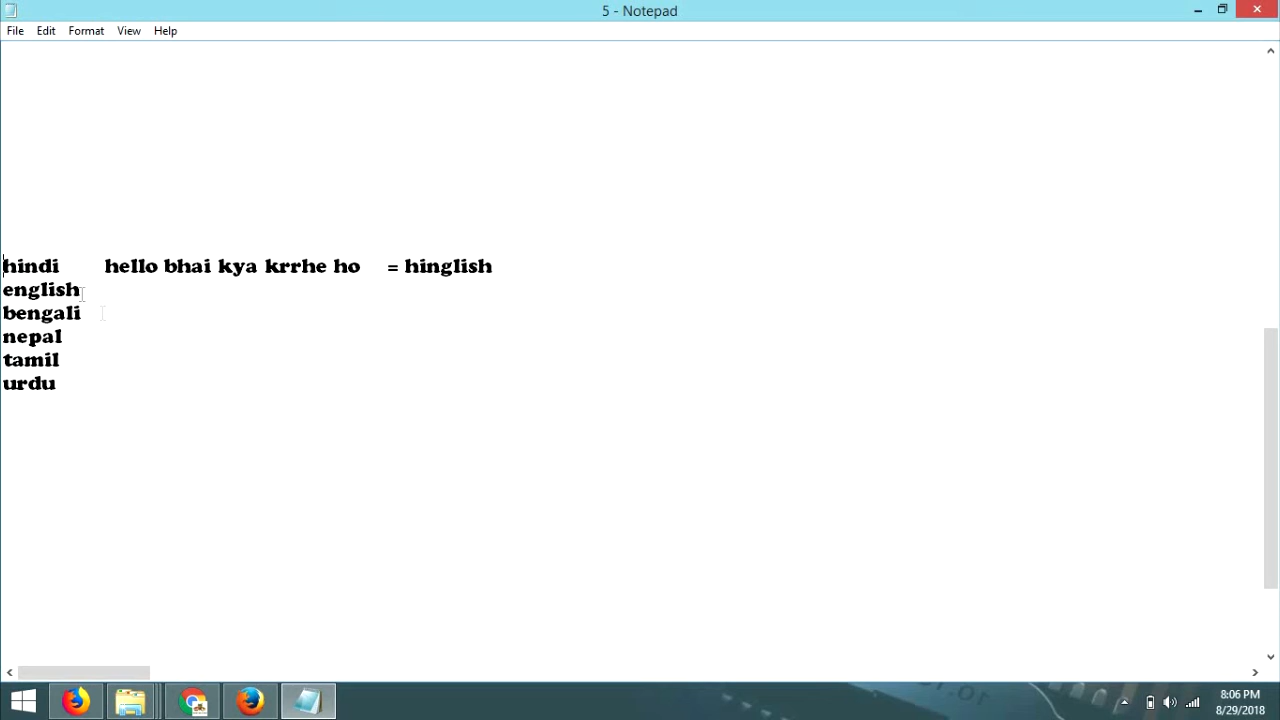 5 - Notepad
File Edit Format View Help
hindi hello bhai kya krrhe ho = hinglish
english
bengali
nepal
tamil
urdu
8:06 PM
8/29/2018